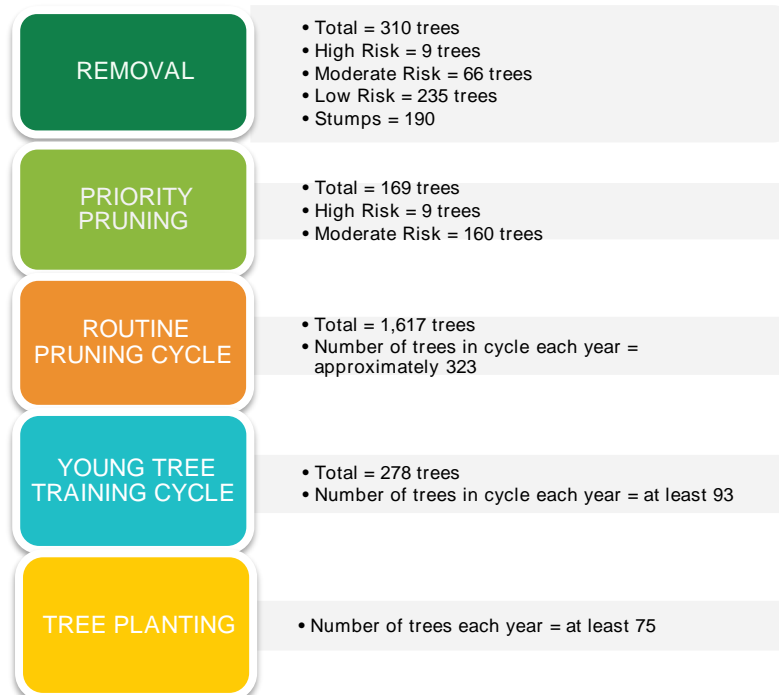 REMOVAL
• Total = 310 trees
• High Risk = 9 trees
• Moderate Risk = 66 trees
• Low Risk = 235 trees
• Stumps = 190
PRIORITY
PRUNING
• Total = 169 trees
• High Risk = 9 trees
• Moderate Risk = 160 trees
ROUTINE
PRUNING CYCLE
• Total = 1,617 trees
• Number of trees in cycle each year =
approximately 323
YOUNG TREE
TRAINING CYCLE
• Total = 278 trees
• Number of trees in cycle each year = at least 93
TREE PLANTING
• Number of trees each year = at least 75